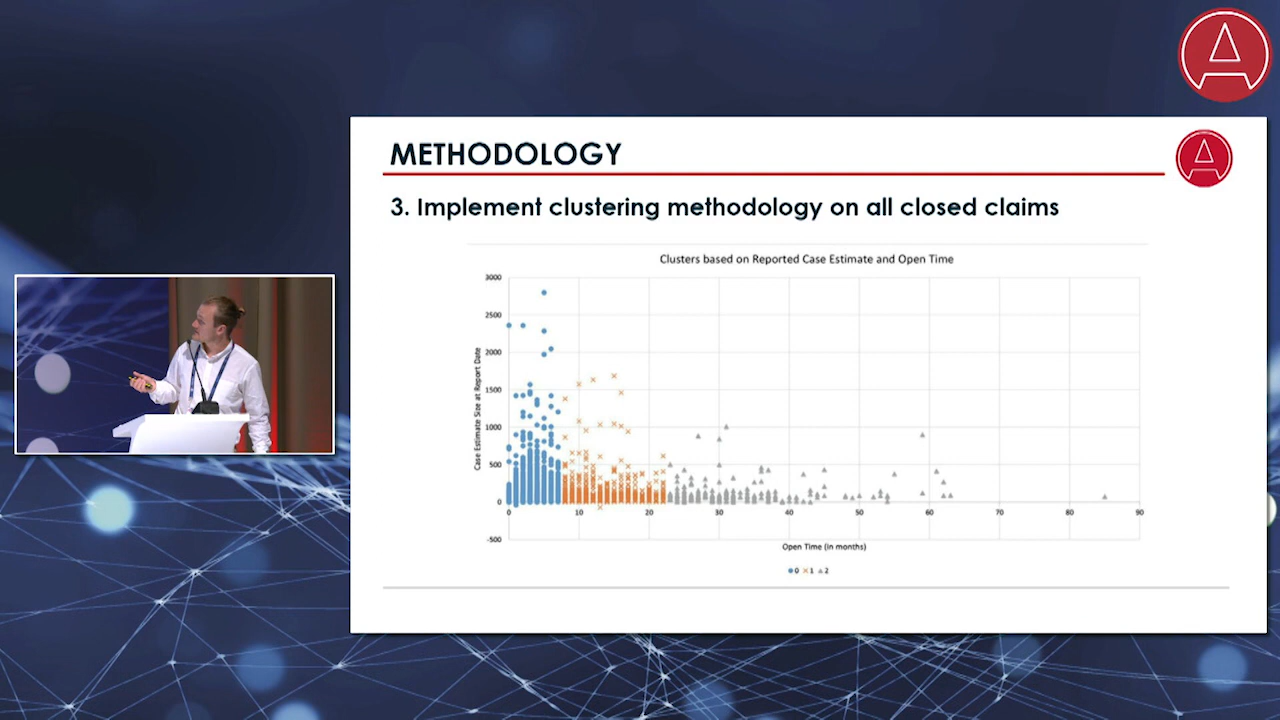 METHODOLOGY
3. Implement clustering methodology on all closed claims
Clusters based on Reported Case Estimate and Open Time
Case Estimate Size at Report Date
3000
2500
2000
1500
1000
500
0
-500
0 10 20 30 40 50 60 70 80 90
Open Time (in months)
0 1 2